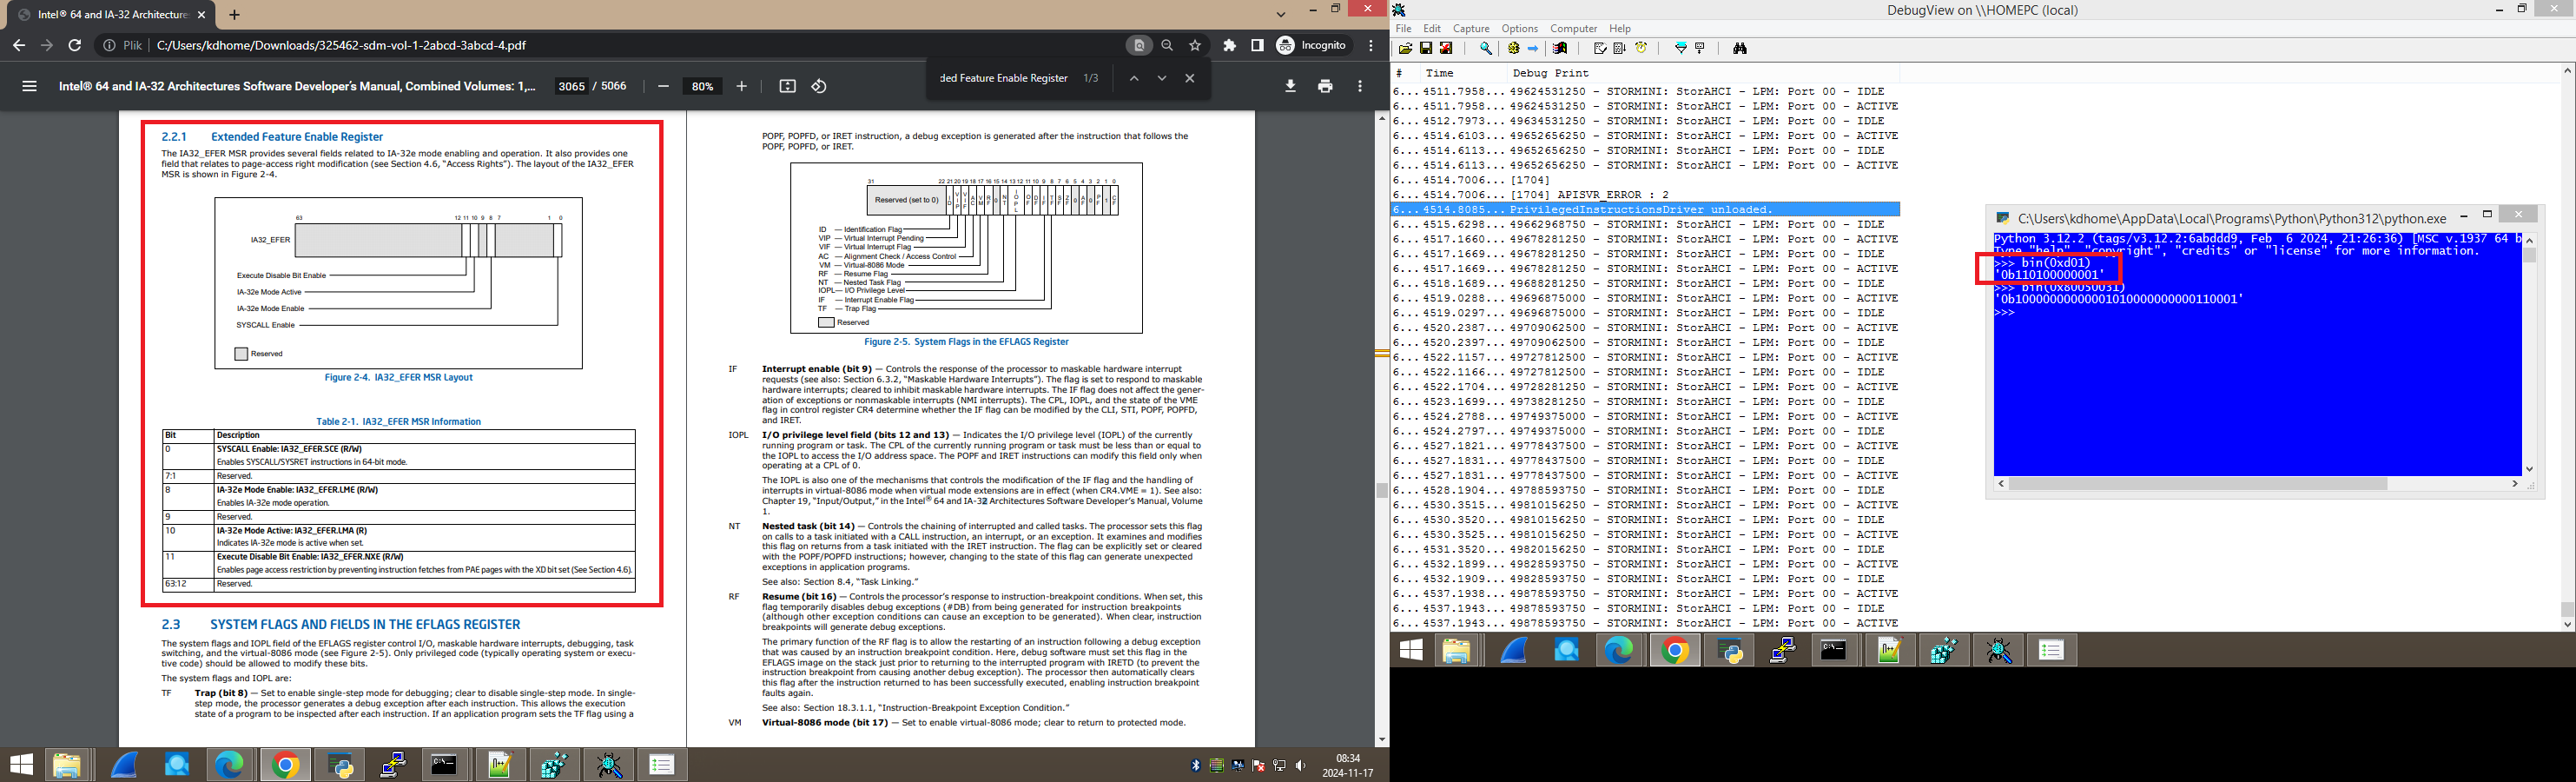 Intel® 64 and IA-32 Architectures
Plik
C:/Users/kdhome/Downloads/325462-sdm-vol-1-2abcd-3abcd-4.pdf
Incognito
Intel® 64 and IA-32 Architectures Software Developer's Manual, Combined Volumes: 1,...
3065 / 5066
80%
ded Feature Enable Register
1/3
2.2.1 Extended Feature Enable Register
The IA32_EFER MSR provides several fields related to IA-32e mode enabling and operation. It also provides one
field that relates to page-access right modification (see Section 4.6, "Access Rights"). The layout of the IA32_EFER
MSR is shown in Figure 2-4.
63 12 11 10 9 8 7 1 0
IA32_EFER
Execute Disable Bit Enable
IA-32e Mode Active
IA-32e Mode Enable
SYSCALL Enable
Reserved
Figure 2-4. IA32_EFER MSR Layout
Table 2-1. IA32_EFER MSR Information
Bit Description
0 SYSCALL Enable: IA32_EFER.SCE (R/W)
Enables SYSCALL/SYSRET instructions in 64-bit mode.
7:1 Reserved.
8 IA-32e Mode Enable: IA32_EFER.LME (R/W)
Enables IA-32e mode operation.
9 Reserved.
10 IA-32e Mode Active: IA32_EFER.LMA (R)
Indicates IA-32e mode is active when set.
11 Execute Disable Bit Enable: IA32_EFER.NXE (R/W)
Enables page access restriction by preventing instruction fetches from PAE pages with the XD bit set (See Section 4.6).
63:12 Reserved.
2.3 SYSTEM FLAGS AND FIELDS IN THE EFLAGS REGISTER
The system flags and IOPL field of the EFLAGS register control I/O, maskable hardware interrupts, debugging, task
switching, and the virtual-8086 mode (see Figure 2-5). Only privileged code (typically operating system or execu-
tive code) should be allowed to modify these bits.
The system flags and IOPL are:
TF Trap (bit 8) — Set to enable single-step mode for debugging; clear to disable single-step mode. In single-
step mode, the processor generates a debug exception after each instruction. This allows the execution
state of a program to be inspected after each instruction. If an application program sets the TF flag using a
POPF, POPFD, or IRET instruction, a debug exception is generated after the instruction that follows the
POPF, POPFD, or IRET.
31 22 21 20 19 18 17 16 15 14 13 12 11 10 9 8 7 6 5 4 3 2 1 0
Reserved (set to 0) ID VIP VIF AC VM RF 0 NT IOPL OF DF IF TF SF ZF 0 AF 0 PF 1 CF
ID — Identification Flag
VIP — Virtual Interrupt Pending
VIF — Virtual Interrupt Flag
AC — Alignment Check / Access Control
VM — Virtual-8086 Mode
RF — Resume Flag
NT — Nested Task Flag
IOPL— I/O Privilege Level
IF — Interrupt Enable Flag
TF — Trap Flag
Reserved
Figure 2-5. System Flags in the EFLAGS Register
IF Interrupt enable (bit 9) — Controls the response of the processor to maskable hardware interrupt
requests (see also: Section 6.3.2, "Maskable Hardware Interrupts"). The flag is set to respond to maskable
hardware interrupts; cleared to inhibit maskable hardware interrupts. The IF flag does not affect the gener-
ation of exceptions or nonmaskable interrupts (NMI interrupts). The CPL, IOPL, and the state of the VME
flag in control register CR4 determine whether the IF flag can be modified by the CLI, STI, POPF, POPFD,
and IRET.
IOPL I/O privilege level field (bits 12 and 13) — Indicates the I/O privilege level (IOPL) of the currently
running program or task. The CPL of the currently running program or task must be less than or equal to
the IOPL to access the I/O address space. The POPF and IRET instructions can modify this field only when
operating at a CPL of 0.
The IOPL is also one of the mechanisms that controls the modification of the IF flag and the handling of
interrupts in virtual-8086 mode when virtual mode extensions are in effect (when CR4.VME = 1). See also:
Chapter 19, "Input/Output," in the Intel® 64 and IA-32 Architectures Software Developer's Manual, Volume
1.
NT Nested task (bit 14) — Controls the chaining of interrupted and called tasks. The processor sets this flag
on calls to a task initiated with a CALL instruction, an interrupt, or an exception. It examines and modifies
this flag on returns from a task initiated with the IRET instruction. The flag can be explicitly set or cleared
with the POPF/POPFD instructions; however, changing to the state of this flag can generate unexpected
exceptions in application programs.
See also: Section 8.4, "Task Linking."
RF Resume (bit 16) — Controls the processor's response to instruction-breakpoint conditions. When set, this
flag temporarily disables debug exceptions (#DB) from being generated for instruction breakpoints
(although other exception conditions can cause an exception to be generated). When clear, instruction
breakpoints will generate debug exceptions.
The primary function of the RF flag is to allow the restarting of an instruction following a debug exception
that was caused by an instruction breakpoint condition. Here, debug software must set this flag in the
EFLAGS image on the stack just prior to returning to the interrupted program with IRETD (to prevent the
instruction breakpoint from causing another debug exception). The processor then automatically clears
this flag after the instruction returned to has been successfully executed, enabling instruction breakpoint
faults again.
See also: Section 18.3.1.1, "Instruction-Breakpoint Exception Condition."
VM Virtual-8086 mode (bit 17) — Set to enable virtual-8086 mode; clear to return to protected mode.
08:34
2024-11-17
DebugView on \\HOMEPC (local)
File Edit Capture Options Computer Help
# Time Debug Print
6... 4511.7958... 49624531250 - STORMINI: StorAHCI - LPM: Port 00 - IDLE
6... 4511.7958... 49624531250 - STORMINI: StorAHCI - LPM: Port 00 - ACTIVE
6... 4512.7973... 49634531250 - STORMINI: StorAHCI - LPM: Port 00 - IDLE
6... 4514.6103... 49652656250 - STORMINI: StorAHCI - LPM: Port 00 - ACTIVE
6... 4514.6113... 49652656250 - STORMINI: StorAHCI - LPM: Port 00 - IDLE
6... 4514.6113... 49652656250 - STORMINI: StorAHCI - LPM: Port 00 - ACTIVE
6... 4514.7006... [1704]
6... 4514.7006... [1704] APISVR_ERROR : 2
6... 4514.8085... PrivilegedInstructionsDriver unloaded.
6... 4515.6298... 49662968750 - STORMINI: StorAHCI - LPM: Port 00 - IDLE
6... 4517.1660... 49678281250 - STORMINI: StorAHCI - LPM: Port 00 - ACTIVE
6... 4517.1669... 49678281250 - STORMINI: StorAHCI - LPM: Port 00 - IDLE
6... 4517.1669... 49678281250 - STORMINI: StorAHCI - LPM: Port 00 - ACTIVE
6... 4518.1689... 49688281250 - STORMINI: StorAHCI - LPM: Port 00 - IDLE
6... 4519.0288... 49696875000 - STORMINI: StorAHCI - LPM: Port 00 - ACTIVE
6... 4519.0297... 49696875000 - STORMINI: StorAHCI - LPM: Port 00 - IDLE
6... 4520.2387... 49709062500 - STORMINI: StorAHCI - LPM: Port 00 - ACTIVE
6... 4520.2397... 49709062500 - STORMINI: StorAHCI - LPM: Port 00 - IDLE
6... 4522.1157... 49727812500 - STORMINI: StorAHCI - LPM: Port 00 - ACTIVE
6... 4522.1166... 49727812500 - STORMINI: StorAHCI - LPM: Port 00 - IDLE
6... 4522.1704... 49728281250 - STORMINI: StorAHCI - LPM: Port 00 - ACTIVE
6... 4523.1699... 49738281250 - STORMINI: StorAHCI - LPM: Port 00 - IDLE
6... 4524.2788... 49749375000 - STORMINI: StorAHCI - LPM: Port 00 - ACTIVE
6... 4524.2797... 49749375000 - STORMINI: StorAHCI - LPM: Port 00 - IDLE
6... 4527.1821... 49778437500 - STORMINI: StorAHCI - LPM: Port 00 - ACTIVE
6... 4527.1831... 49778437500 - STORMINI: StorAHCI - LPM: Port 00 - IDLE
6... 4527.1831... 49778437500 - STORMINI: StorAHCI - LPM: Port 00 - ACTIVE
6... 4528.1904... 49788593750 - STORMINI: StorAHCI - LPM: Port 00 - IDLE
6... 4530.3515... 49810156250 - STORMINI: StorAHCI - LPM: Port 00 - ACTIVE
6... 4530.3520... 49810156250 - STORMINI: StorAHCI - LPM: Port 00 - IDLE
6... 4530.3525... 49810156250 - STORMINI: StorAHCI - LPM: Port 00 - ACTIVE
6... 4531.3520... 49820156250 - STORMINI: StorAHCI - LPM: Port 00 - IDLE
6... 4532.1899... 49828593750 - STORMINI: StorAHCI - LPM: Port 00 - ACTIVE
6... 4532.1909... 49828593750 - STORMINI: StorAHCI - LPM: Port 00 - IDLE
6... 4537.1938... 49878593750 - STORMINI: StorAHCI - LPM: Port 00 - ACTIVE
6... 4537.1943... 49878593750 - STORMINI: StorAHCI - LPM: Port 00 - IDLE
6... 4537.1943... 49878593750 - STORMINI: StorAHCI - LPM: Port 00 - ACTIVE
C:\Users\kdhome\AppData\Local\Programs\Python\Python312\python.exe
Python 3.12.2 (tags/v3.12.2:6abddd9, Feb 6 2024, 21:26:36) [MSC v.1937 64 b
Type "help", "copyright", "credits" or "license" for more information.
>>> bin(0xd01)
'0b110100000001'
>>> bin(0x80050031)
'0b10000000000001010000000000110001'
>>>